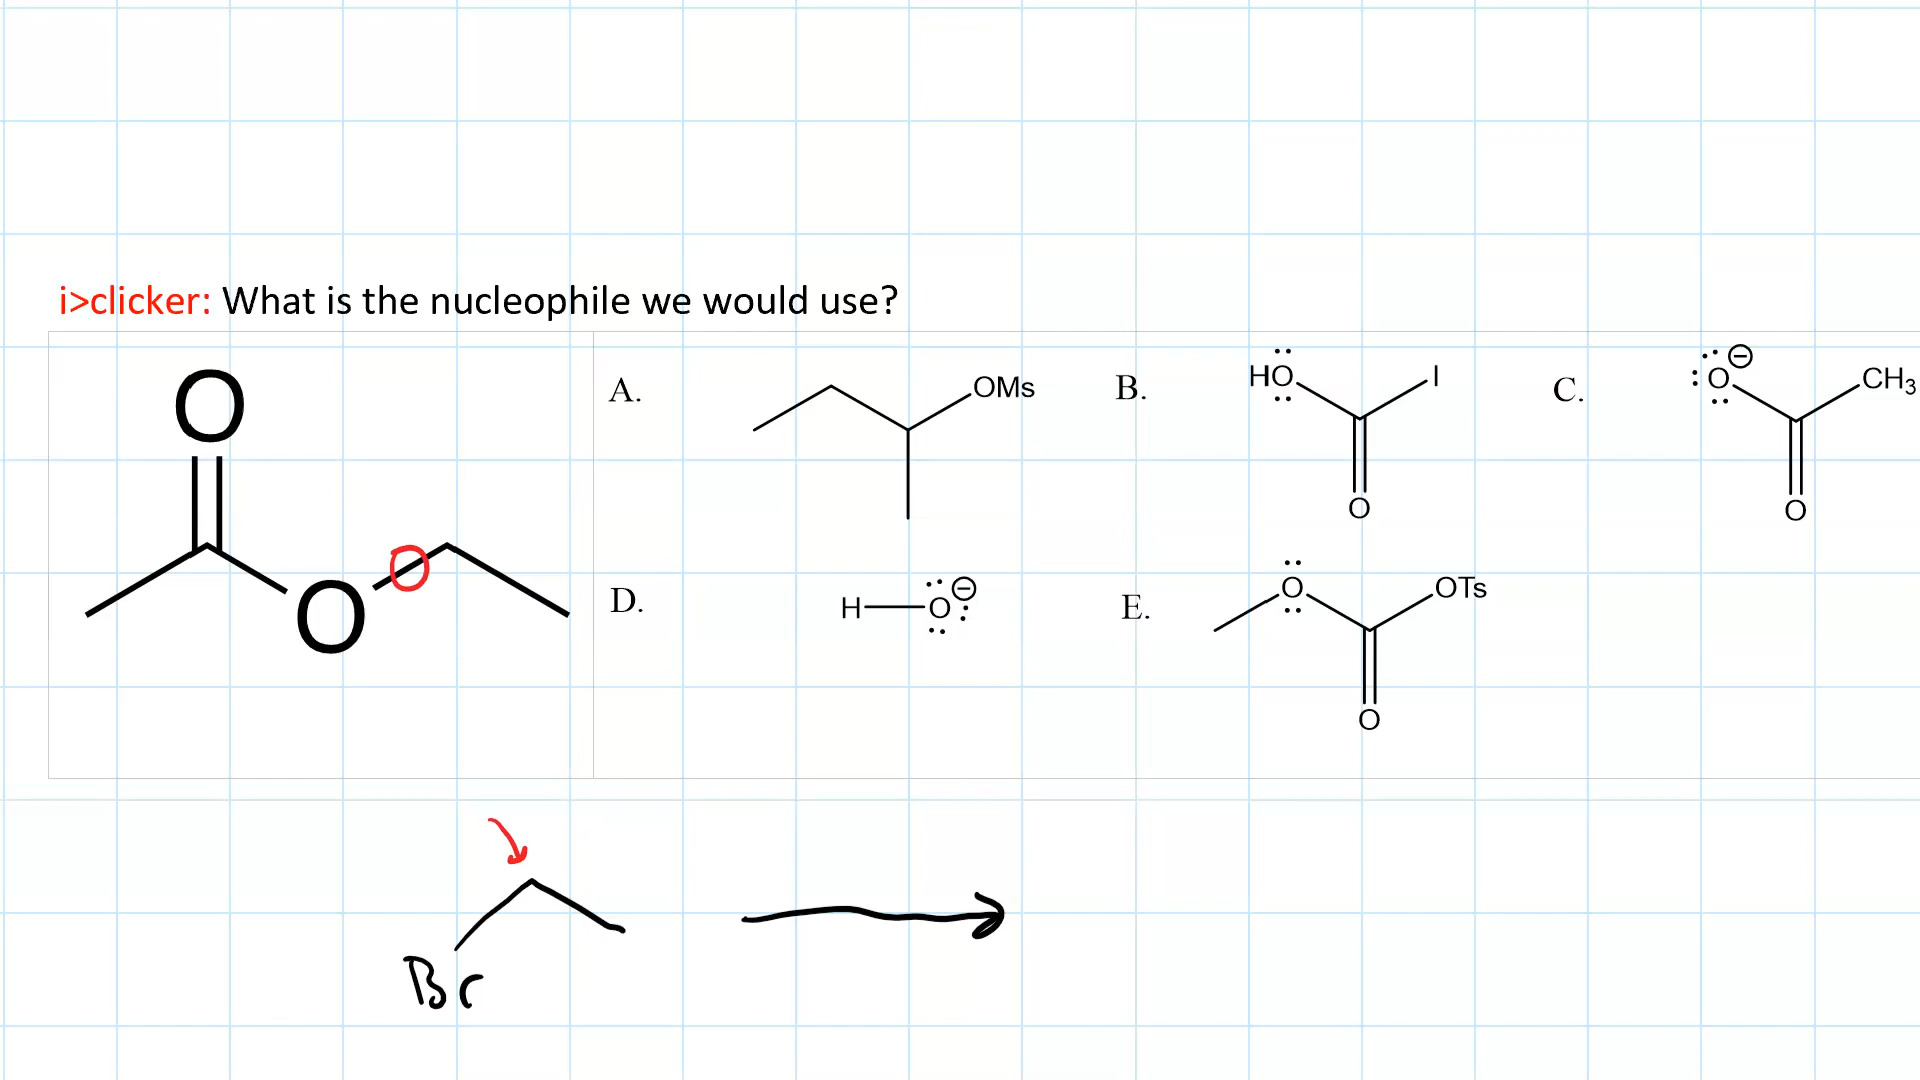 i>clicker: What is the nucleophile we would use?
O
O
A.
OMs
B.
HO
I
O
C.
O
⊖
CH₃
O
D.
H
O
⊖
E.
O
OTs
O
Br